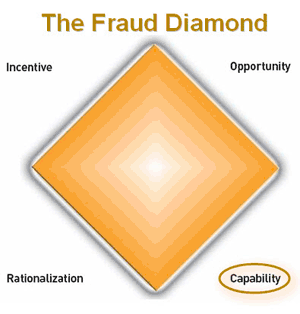 The Fraud Diamond
Incentive
Opportunity
Rationalization
Capability